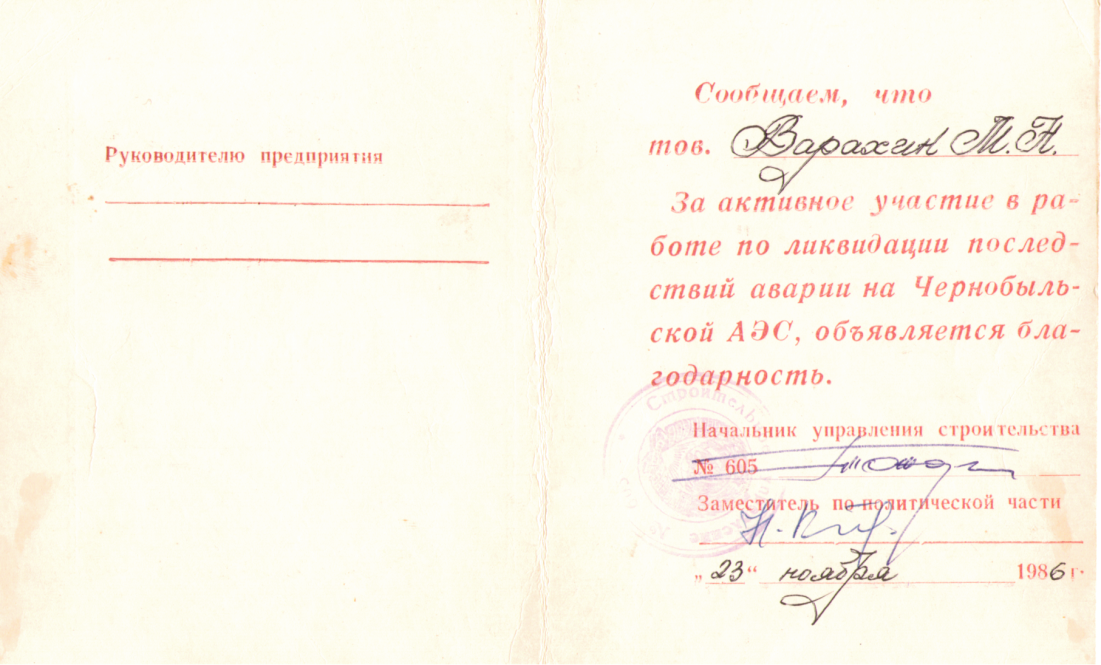 Руководителю предприятия
Сообщаем, что
тов. Варахин М. Н.
За активное участие в ра-
боте по ликвидации послед-
ствий аварии на Чернобыль-
ской АЭС, объявляется бла-
годарность.
Начальник управления строительства
№ 605
Заместитель по политической части
„ 23 “ ноября 1986 г.